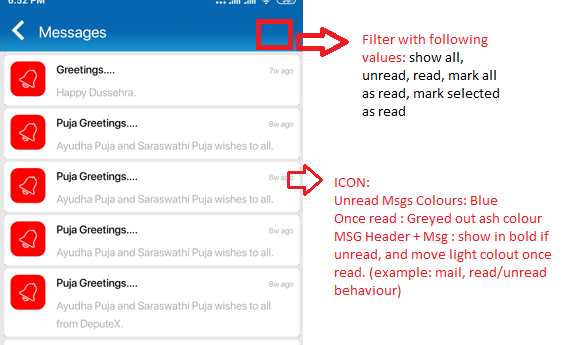 6:52 PM
Messages
Greetings....
7w ago
Happy Dussehra.
Puja Greetings....
8w ago
Ayudha Puja and Saraswathi Puja wishes to all.
Puja Greetings....
8w ago
Ayudha Puja and Saraswathi Puja wishes to all.
Puja Greetings....
8w ago
Ayudha Puja and Saraswathi Puja wishes to all.
Puja Greetings....
8w ago
Ayudha Puja and Saraswathi Puja wishes to all
from DeputeX.
Filter with following
values: show all,
unread, read, mark all
as read, mark selected
as read
ICON:
Unread Msgs Colours: Blue
Once read : Greyed out ash colour
MSG Header + Msg : show in bold if
unread, and move light colout once
read. (example: mail, read/unread
behaviour)